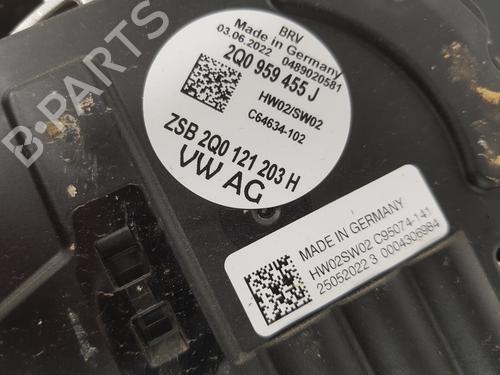 BRV
Made in Germany
03.06.2022 0489020581
2Q0 959 455 J
HW02/SW02
C64634-102
ZSB 2Q0 121 203 H
VW AG
MADE IN GERMANY
HW02SW02 C95074-141
25052022 3 0004306984
B-PARTS